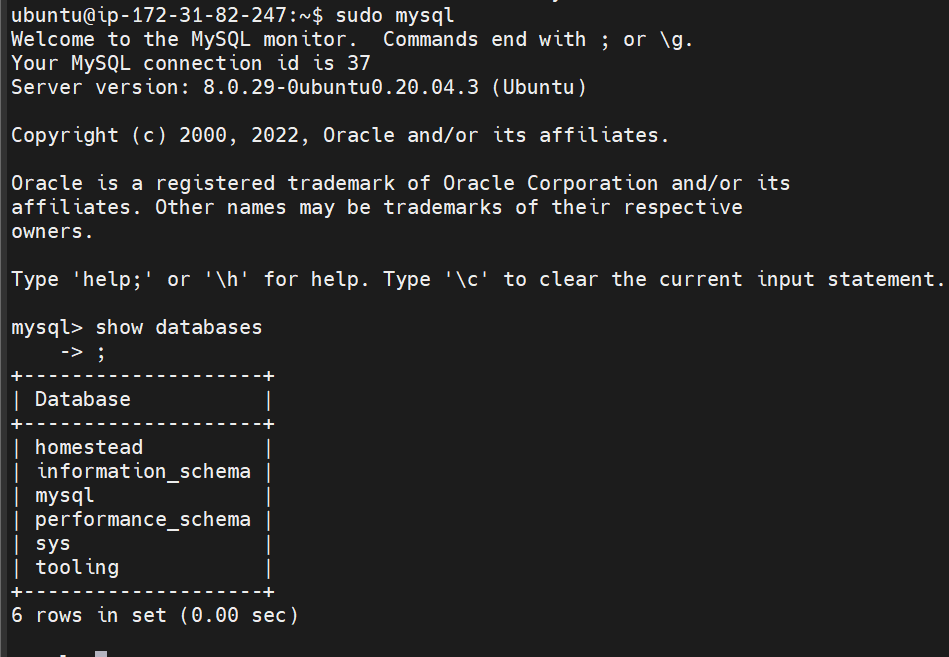 ubuntu@ip-172-31-82-247:~$ sudo mysql
Welcome to the MySQL monitor.  Commands end with ; or \g.
Your MySQL connection id is 37
Server version: 8.0.29-0ubuntu0.20.04.3 (Ubuntu)

Copyright (c) 2000, 2022, Oracle and/or its affiliates.

Oracle is a registered trademark of Oracle Corporation and/or its
affiliates. Other names may be trademarks of their respective
owners.

Type 'help;' or '\h' for help. Type '\c' to clear the current input statement.

mysql> show databases
    -> ;
+--------------------+
| Database           |
+--------------------+
| homestead          |
| information_schema |
| mysql              |
| performance_schema |
| sys                |
| tooling            |
+--------------------+
6 rows in set (0.00 sec)